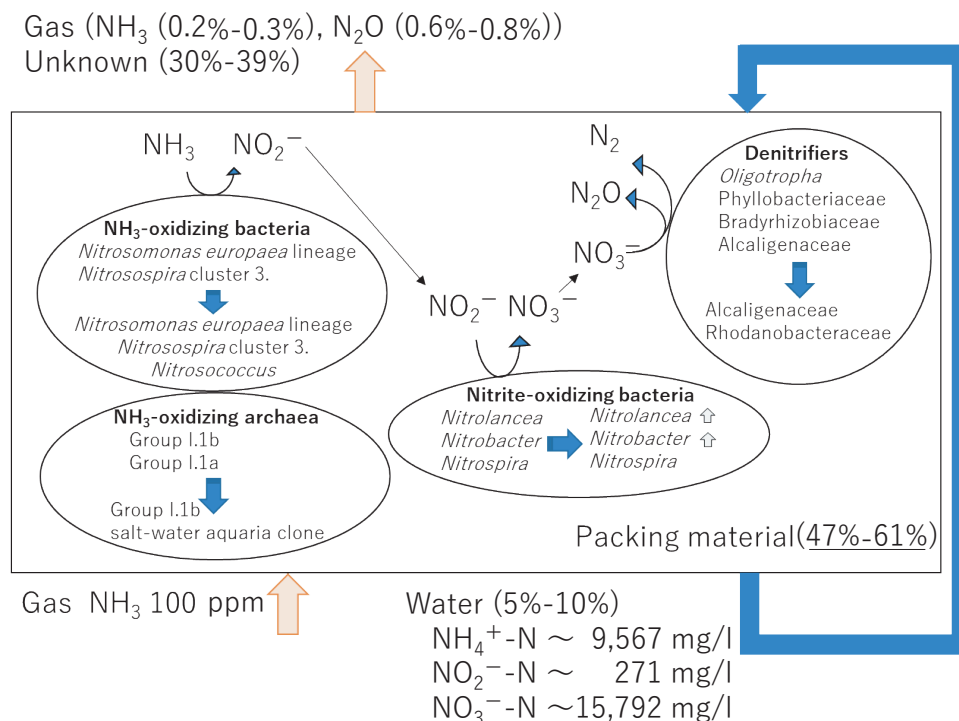 Gas (NH₃ (0.2%-0.3%), N₂O (0.6%-0.8%))
Unknown (30%-39%)
NH₃ NO₂⁻
NH₃-oxidizing bacteria
Nitrosomonas europaea lineage
Nitrosospira cluster 3.
Nitrosomonas europaea lineage
Nitrosospira cluster 3.
Nitrosococcus
NH₃-oxidizing archaea
Group I.1b
Group I.1a
Group I.1b
salt-water aquaria clone
NO₂⁻ NO₃⁻
Nitrite-oxidizing bacteria
Nitrolancea Nitrolancea ⇧
Nitrobacter Nitrobacter ⇧
Nitrospira Nitrospira
N₂
N₂O
NO₃⁻
Denitrifiers
Oligotropha
Phyllobacteriaceae
Bradyrhizobiaceae
Alcaligenaceae
Alcaligenaceae
Rhodanobacteraceae
Packing material(47%-61%)
Gas NH₃ 100 ppm
Water (5%-10%)
NH₄⁺-N ～ 9,567 mg/l
NO₂⁻-N ～ 271 mg/l
NO₃⁻-N ～15,792 mg/l